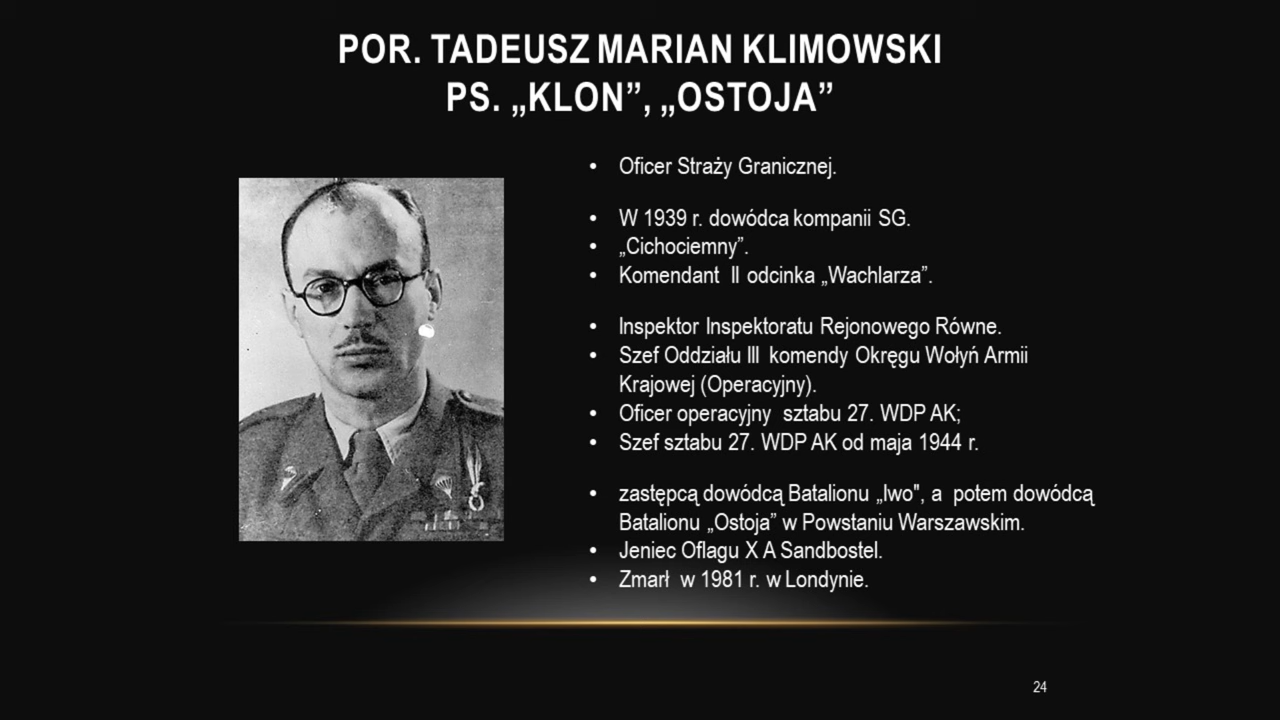 POR. TADEUSZ MARIAN KLIMOWSKI
PS. „KLON”, „OSTOJA”
• Oficer Straży Granicznej.
• W 1939 r. dowódca kompanii SG.
• „Cichociemny”.
• Komendant II odcinka „Wachlarza”.
• Inspektor Inspektoratu Rejonowego Równe.
• Szef Oddziału III komendy Okręgu Wołyń Armii
Krajowej (Operacyjny).
• Oficer operacyjny sztabu 27. WDP AK;
• Szef sztabu 27. WDP AK od maja 1944 r.
• zastępcą dowódcą Batalionu „Iwo", a potem dowódcą
Batalionu „Ostoja” w Powstaniu Warszawskim.
• Jeniec Oflagu X A Sandbostel.
• Zmarł w 1981 r. w Londynie.
24